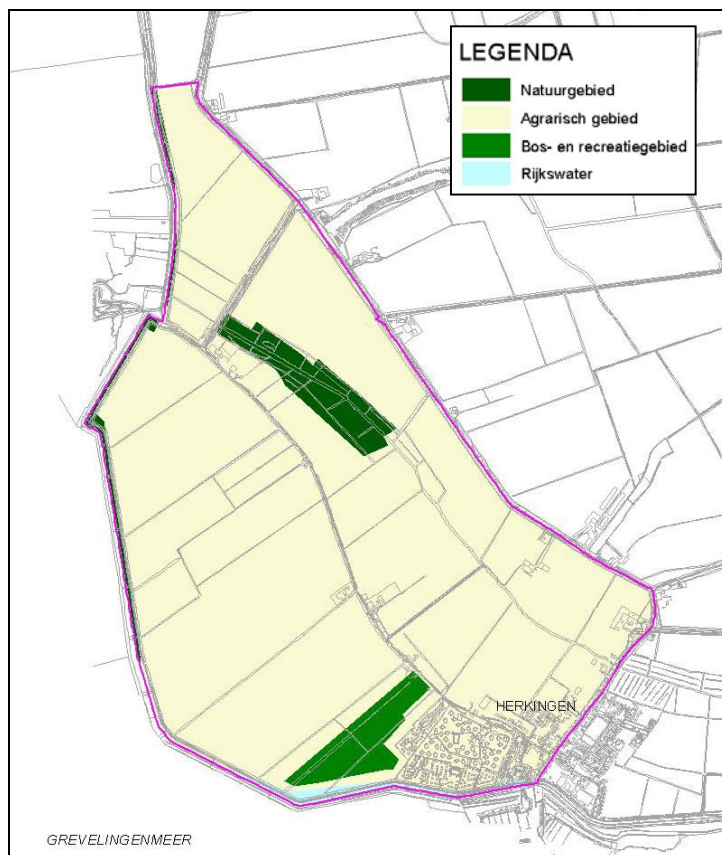 LEGENDA
Natuurgebied
Agrarisch gebied
Bos- en recreatiegebied
Rijkswater
HERKINGEN
GREVELINGENMEER